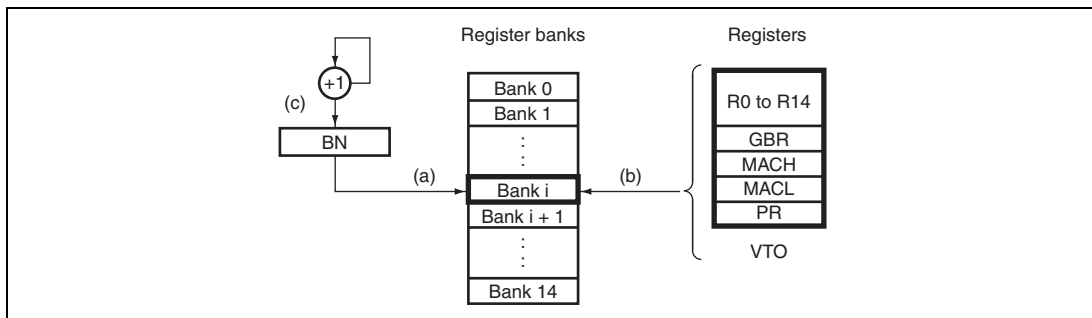 Register banks
Registers
+1
(c)
BN
(a)
Bank 0
Bank 1
Bank i
Bank i + 1
Bank 14
(b)
R0 to R14
GBR
MACH
MACL
PR
VTO